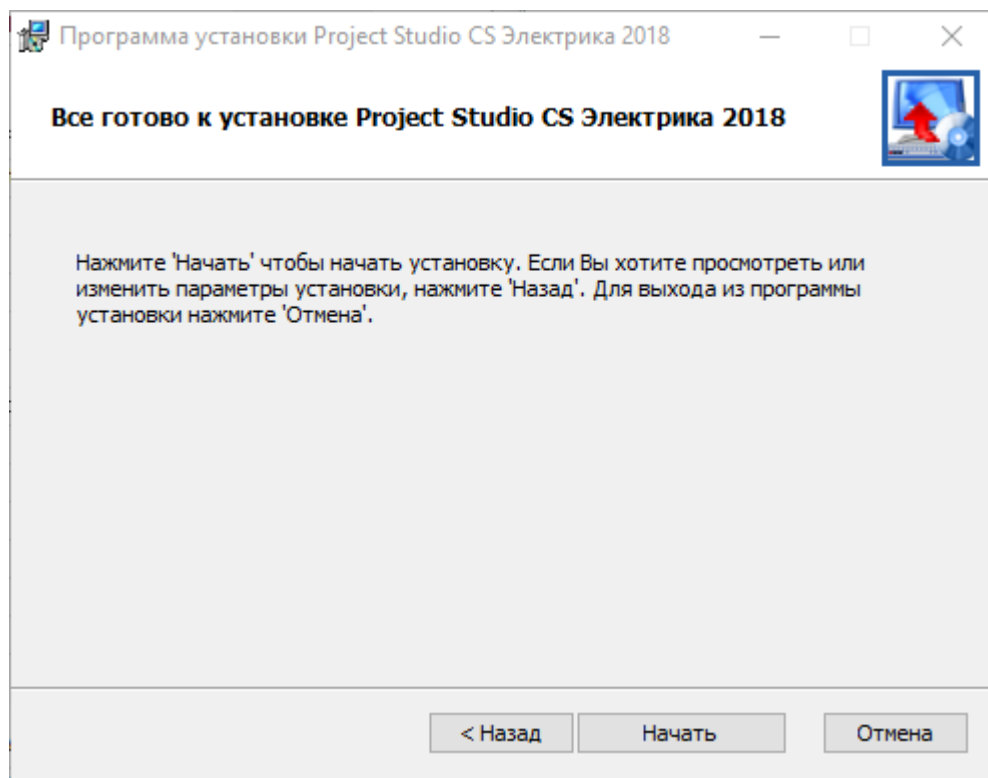 Программа установки Project Studio CS Электрика 2018
Все готово к установке Project Studio CS Электрика 2018
Нажмите 'Начать' чтобы начать установку. Если Вы хотите просмотреть или
изменить параметры установки, нажмите 'Назад'. Для выхода из программы
установки нажмите 'Отмена'.
< Назад
Начать
Отмена